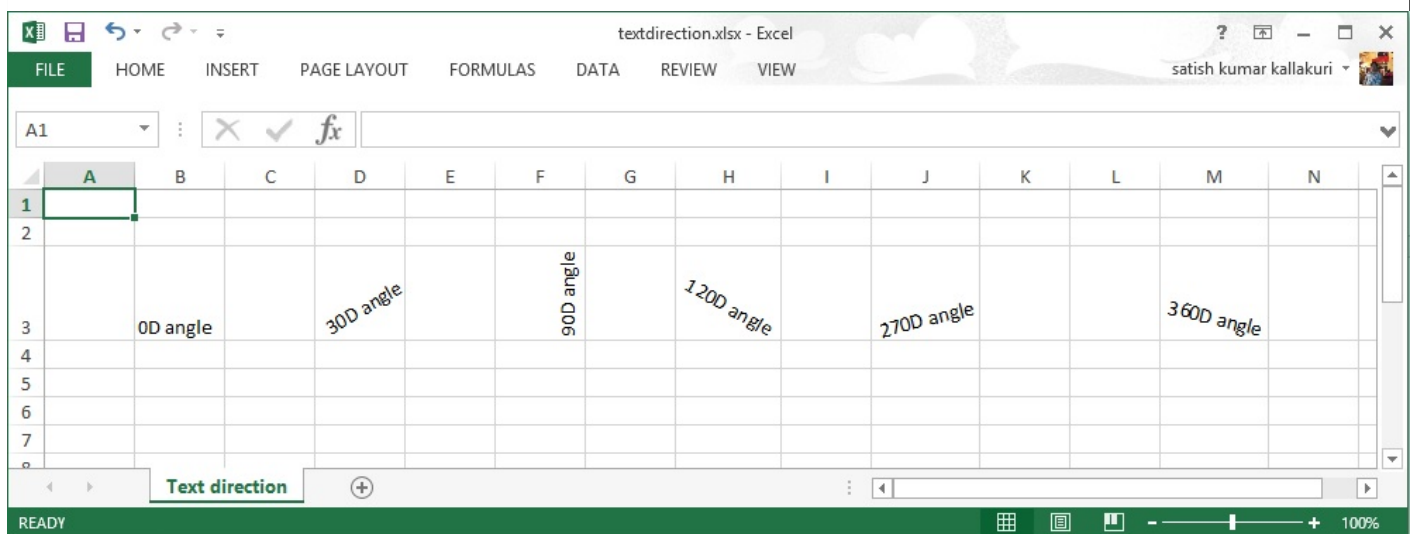 textdirection.xlsx - Excel
?
FILE HOME INSERT PAGE LAYOUT FORMULAS DATA REVIEW VIEW satish kumar kallakuri
A1 fx
A B C D E F G H I J K L M N
1
2
3 0D angle 30D angle 90D angle 120D angle 270D angle 360D angle
4
5
6
7
8
Text direction
READY 100%